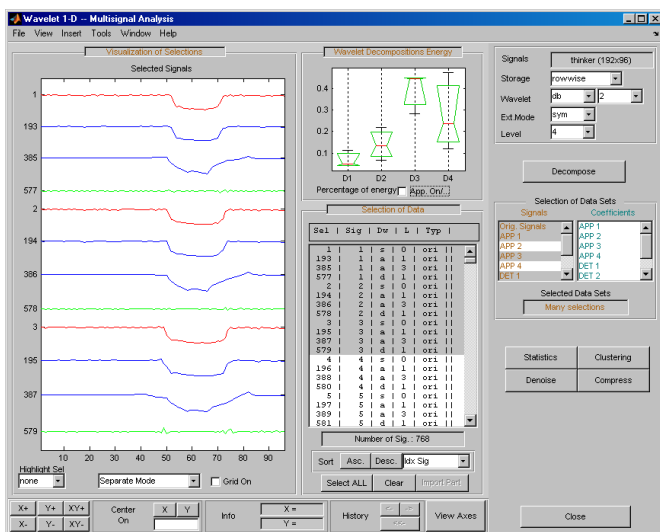 Wavelet 1-D -- Multisignal Analysis
File View Insert Tools Window Help
Visualization of Selections
Selected Signals
1
193
385
577
2
194
386
578
3
195
387
579
10 20 30 40 50 60 70 80 90
Highlight Sel
none
Separate Mode
Grid On
Wavelet Decompositions Energy
0.4
0.3
0.2
0.1
D1 D2 D3 D4
Percentage of energy
App. On/...
Selection of Data
Sel | Sig | Dw | L | Typ |
1 | 1 | s | 0 | ori ||
193 | 1 | a | 1 | ori ||
385 | 1 | a | 3 | ori ||
577 | 1 | d | 1 | ori ||
2 | 2 | s | 0 | ori ||
194 | 2 | a | 1 | ori ||
386 | 2 | a | 3 | ori ||
578 | 2 | d | 1 | ori ||
3 | 3 | s | 0 | ori ||
195 | 3 | a | 1 | ori ||
387 | 3 | a | 3 | ori ||
579 | 3 | d | 1 | ori ||
4 | 4 | s | 0 | ori ||
196 | 4 | a | 1 | ori ||
388 | 4 | a | 3 | ori ||
580 | 4 | d | 1 | ori ||
5 | 5 | s | 0 | ori ||
197 | 5 | a | 1 | ori ||
389 | 5 | a | 3 | ori ||
581 | 5 | d | 1 | ori ||
Number of Sig. : 768
Sort Asc. Desc. Idx Sig
Select ALL Clear Import Part.
Signals thinker (192x96)
Storage rowwise
Wavelet db 2
Ext.Mode sym
Level 4
Decompose
Selection of Data Sets
Signals
Orig. Signals
APP 1
APP 2
APP 3
APP 4
DET 1
Coefficients
APP 1
APP 2
APP 3
APP 4
DET 1
DET 2
Selected Data Sets
Many selections
Statistics Clustering
Denoise Compress
X+ Y+ XY+
X- Y- XY-
Center
On
X Y
Info
X =
Y =
History
<- ->
<<-
View Axes
Close